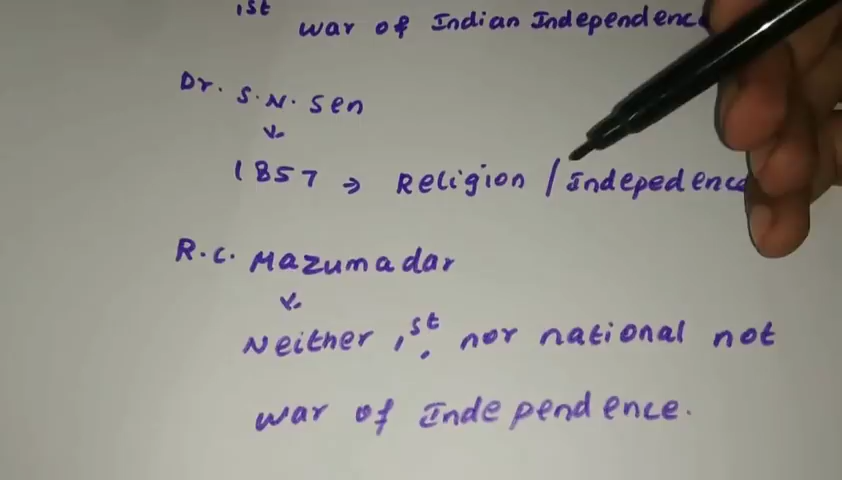 1st
war of Indian Independence
Dr. S.N. Sen
1857 → Religion / Indepedence
R.C. Mazumadar
Neither 1st, nor national not
war of Independence.